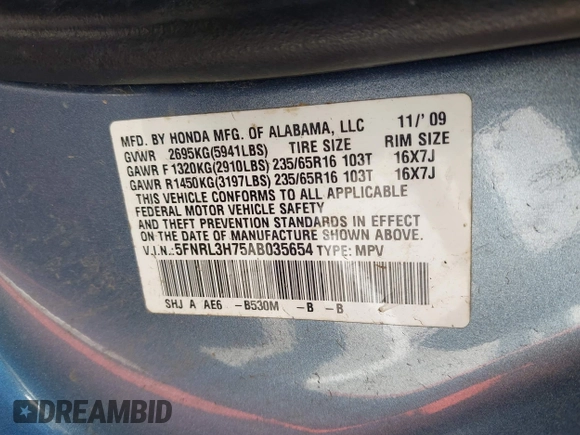 MFD. BY HONDA MFG. OF ALABAMA, LLC 11/' 09
GVWR 2695KG(5941LBS) TIRE SIZE RIM SIZE
GAWR F 1320KG(2910LBS) 235/65R16 103T 16X7J
GAWR R1450KG(3197LBS) 235/65R16 103T 16X7J
THIS VEHICLE CONFORMS TO ALL APPLICABLE
FEDERAL MOTOR VEHICLE SAFETY
AND THEFT PREVENTION STANDARDS IN EFFECT
ON THE DATE OF MANUFACTURE SHOWN ABOVE.
V.I.N.:5FNRL3H75AB035654 TYPE: MPV
SHJ A AE6 -B530M -B -B
DREAMBID